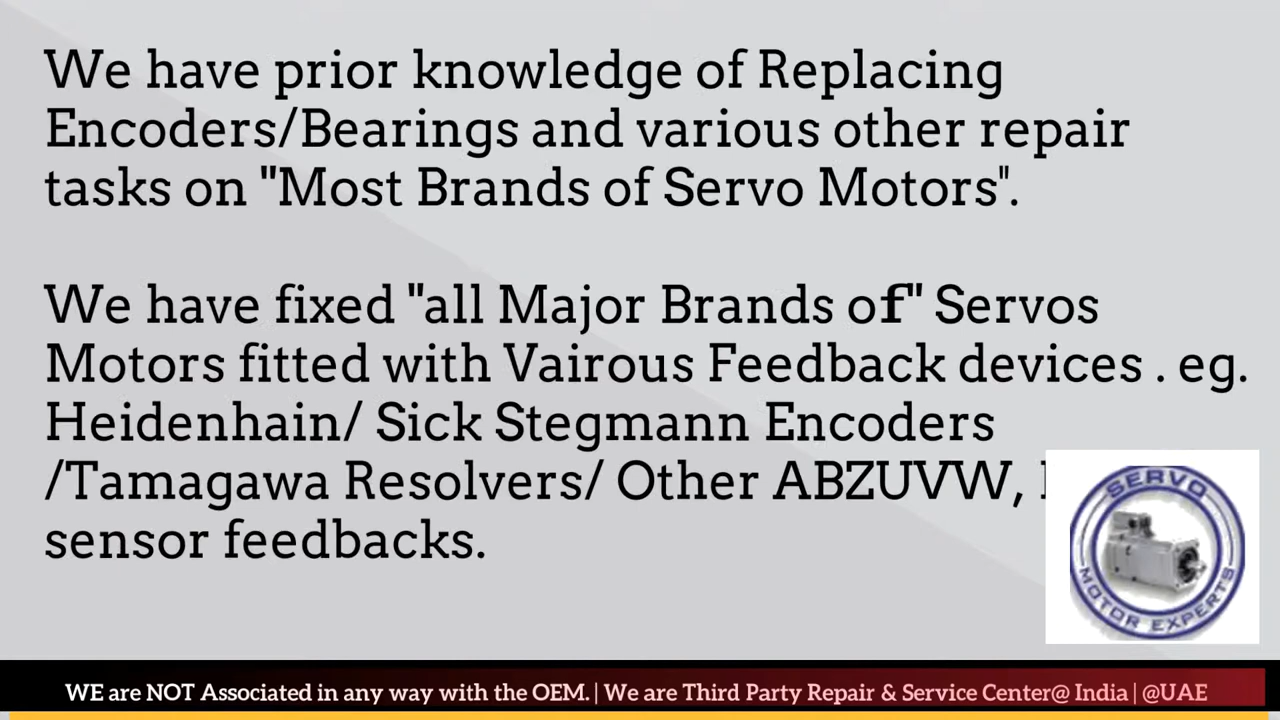 We have prior knowledge of Replacing
Encoders/Bearings and various other repair
tasks on "Most Brands of Servo Motors".
We have fixed "all Major Brands of" Servos
Motors fitted with Vairous Feedback devices . eg.
Heidenhain/ Sick Stegmann Encoders
/Tamagawa Resolvers/ Other ABZUVW,
sensor feedbacks.
SERVO
MOTOR EXPERTS
WE are NOT Associated in any way with the OEM. | We are Third Party Repair & Service Center@ India | @UAE